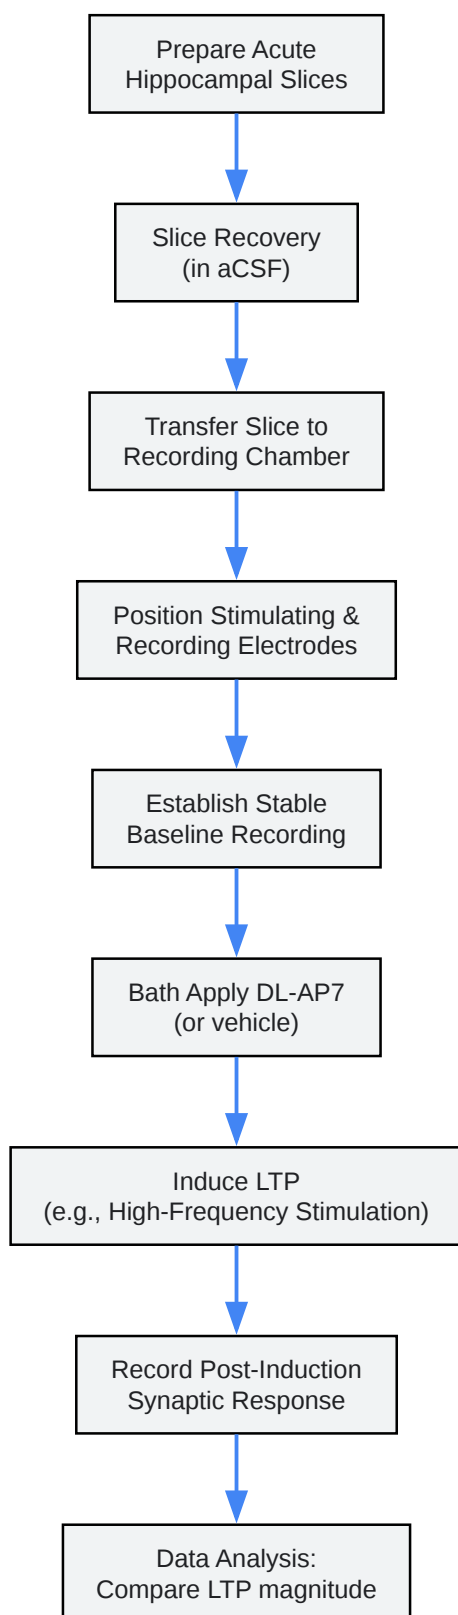 Prepare Acute
Hippocampal Slices
Slice Recovery
(in aCSF)
Transfer Slice to
Recording Chamber
Position Stimulating &
Recording Electrodes
Establish Stable
Baseline Recording
Bath Apply DL-AP7
(or vehicle)
Induce LTP
(e.g., High-Frequency Stimulation)
Record Post-Induction
Synaptic Response
Data Analysis:
Compare LTP magnitude